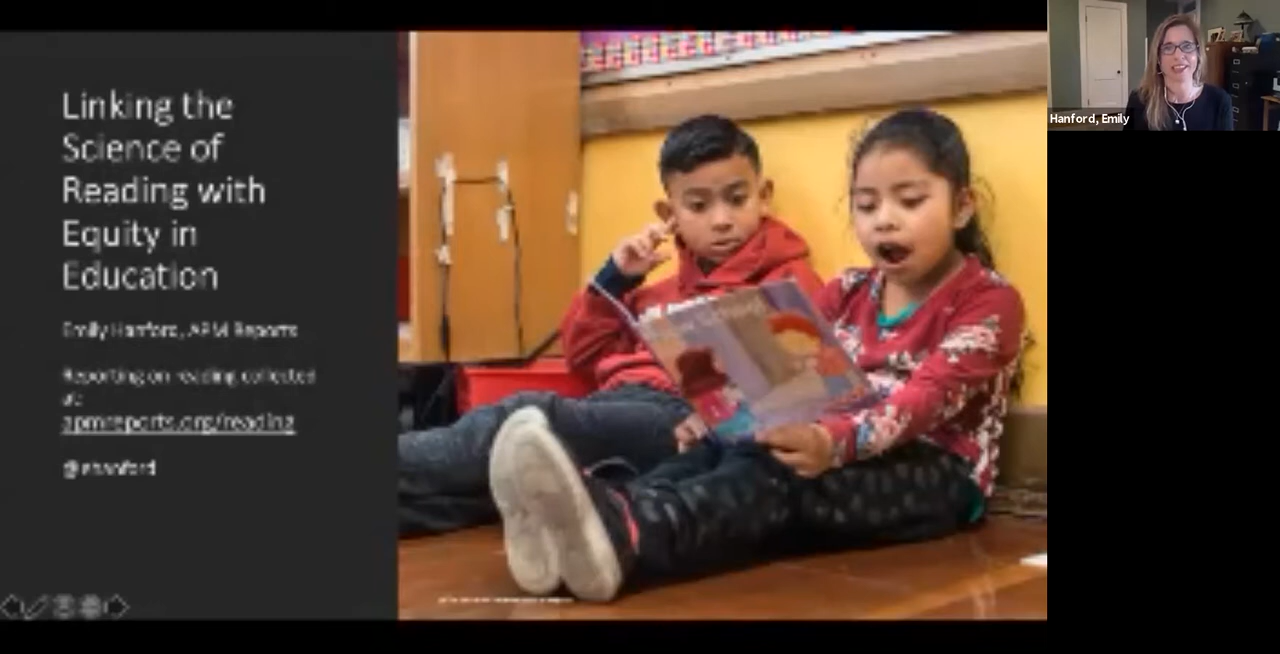 Linking the
Science of
Reading with
Equity in
Education
Emily Hanford, APM Reports
Reporting on reading collected
at:
apmreports.org/reading
@ehanford
Hanford, Emily